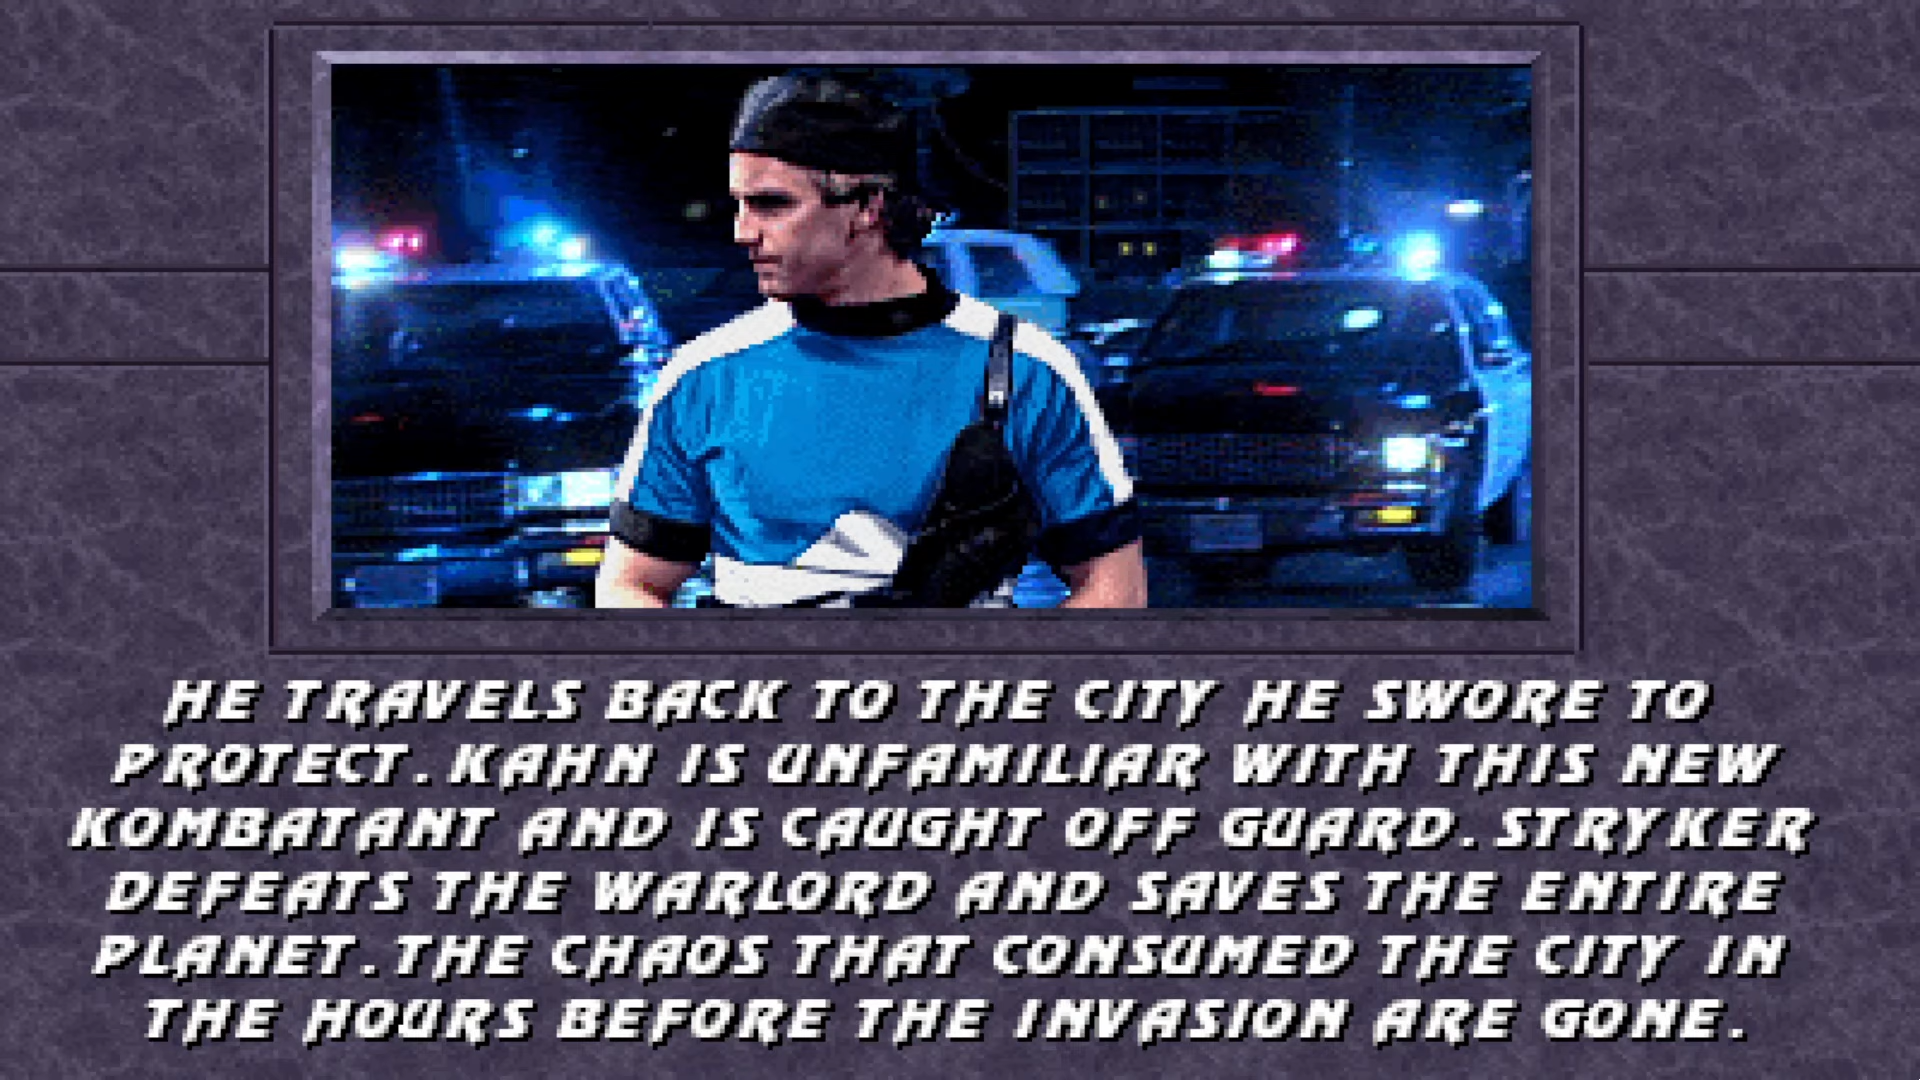 HE TRAVELS BACK TO THE CITY HE SWORE TO
PROTECT. KAHN IS UNFAMILIAR WITH THIS NEW
KOMBATANT AND IS CAUGHT OFF GUARD. STRYKER
DEFEATS THE WARLORD AND SAVES THE ENTIRE
PLANET. THE CHAOS THAT CONSUMED THE CITY IN
THE HOURS BEFORE THE INVASION ARE GONE.